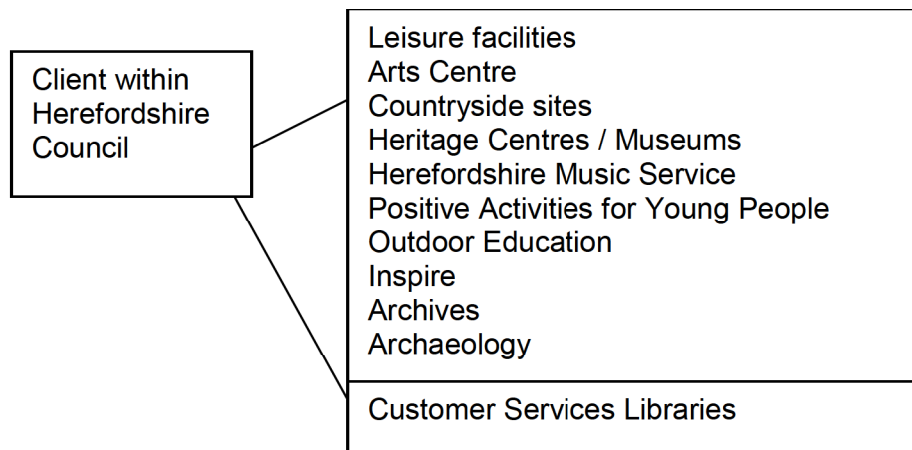 Client within
Herefordshire
Council
Leisure facilities
Arts Centre
Countryside sites
Heritage Centres / Museums
Herefordshire Music Service
Positive Activities for Young People
Outdoor Education
Inspire
Archives
Archaeology
Customer Services Libraries